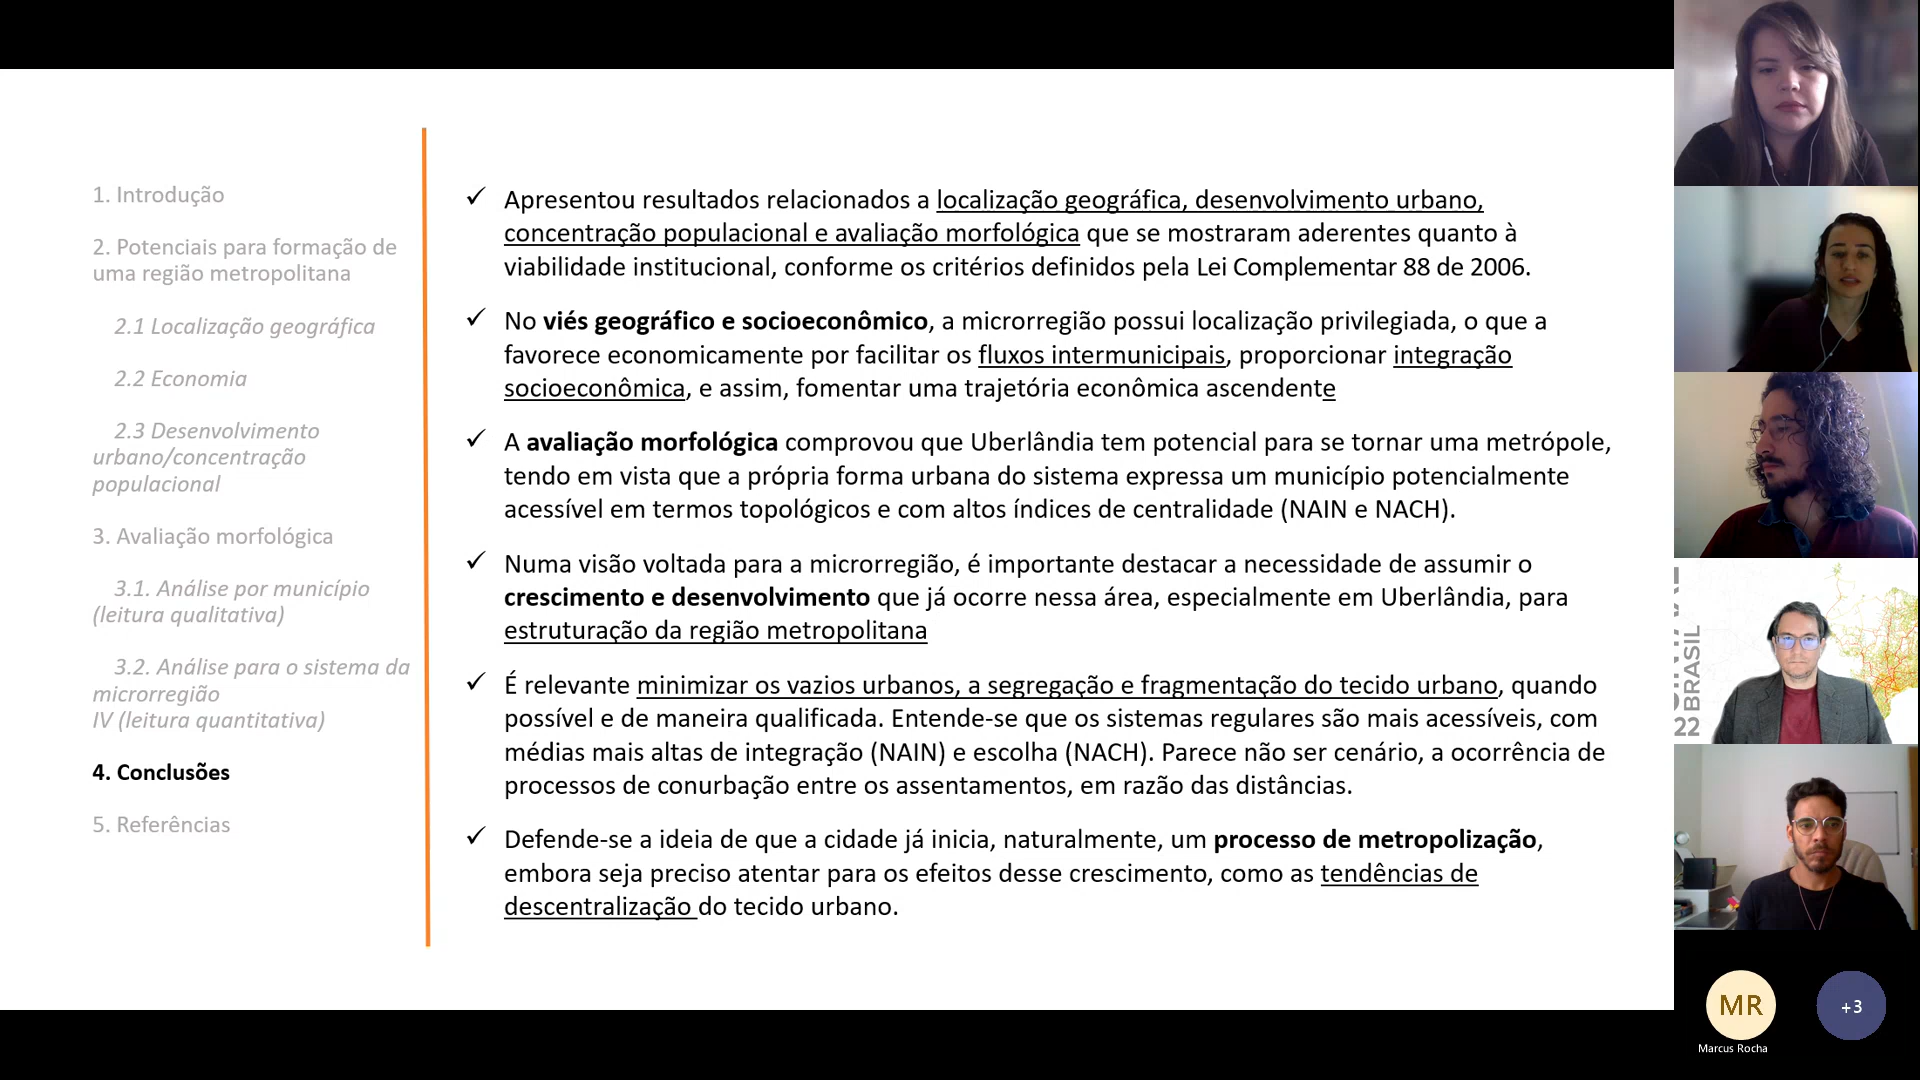 1. Introdução
2. Potenciais para formação de
uma região metropolitana
2.1 Localização geográfica
2.2 Economia
2.3 Desenvolvimento
urbano/concentração
populacional
3. Avaliação morfológica
3.1. Análise por município
(leitura qualitativa)
3.2. Análise para o sistema da
microrregião
IV (leitura quantitativa)
4. Conclusões
5. Referências
✓ Apresentou resultados relacionados a localização geográfica, desenvolvimento urbano,
concentração populacional e avaliação morfológica que se mostraram aderentes quanto à
viabilidade institucional, conforme os critérios definidos pela Lei Complementar 88 de 2006.
✓ No viés geográfico e socioeconômico, a microrregião possui localização privilegiada, o que a
favorece economicamente por facilitar os fluxos intermunicipais, proporcionar integração
socioeconômica, e assim, fomentar uma trajetória econômica ascendente
✓ A avaliação morfológica comprovou que Uberlândia tem potencial para se tornar uma metrópole,
tendo em vista que a própria forma urbana do sistema expressa um município potencialmente
acessível em termos topológicos e com altos índices de centralidade (NAIN e NACH).
✓ Numa visão voltada para a microrregião, é importante destacar a necessidade de assumir o
crescimento e desenvolvimento que já ocorre nessa área, especialmente em Uberlândia, para
estruturação da região metropolitana
✓ É relevante minimizar os vazios urbanos, a segregação e fragmentação do tecido urbano, quando
possível e de maneira qualificada. Entende-se que os sistemas regulares são mais acessíveis, com
médias mais altas de integração (NAIN) e escolha (NACH). Parece não ser cenário, a ocorrência de
processos de conurbação entre os assentamentos, em razão das distâncias.
✓ Defende-se a ideia de que a cidade já inicia, naturalmente, um processo de metropolização,
embora seja preciso atentar para os efeitos desse crescimento, como as tendências de
descentralização do tecido urbano.
BRASIL
22
MR
+3
Marcus Rocha